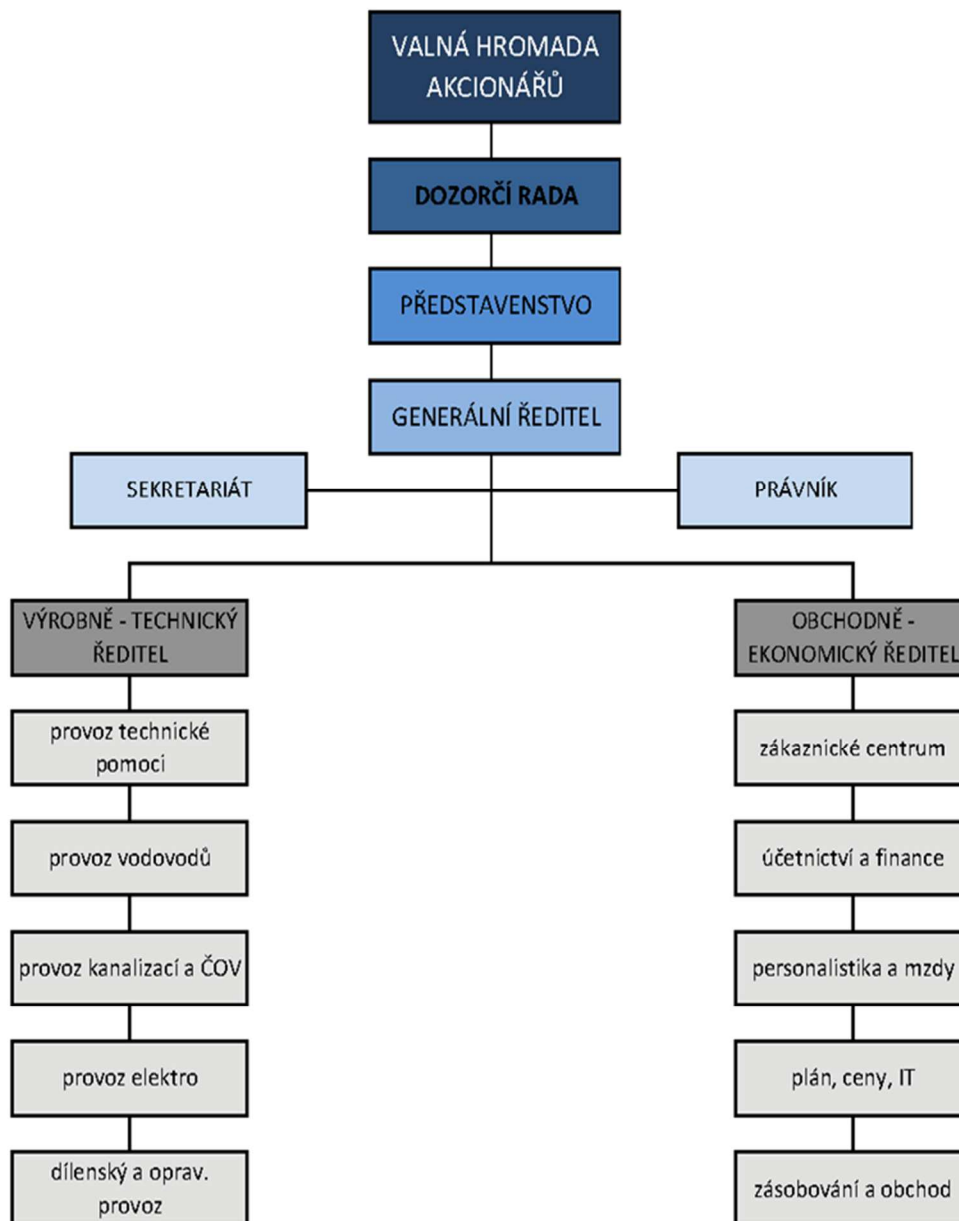 VALNÁ HROMADA
AKCIONÁŘŮ
DOZORČÍ RADA
PŘEDSTAVENSTVO
GENERÁLNÍ ŘEDITEL
SEKRETARIÁT
PRÁVNÍK
VÝROBNĚ - TECHNICKÝ
ŘEDITEL
provoz technické
pomoci
provoz vodovodů
provoz kanalizací a ČOV
provoz elektro
dílenský a oprav.
provoz
OBCHODNĚ -
EKONOMICKÝ ŘEDITEL
zákaznické centrum
účetnictví a finance
personalistika a mzdy
plán, ceny, IT
zásobování a obchod